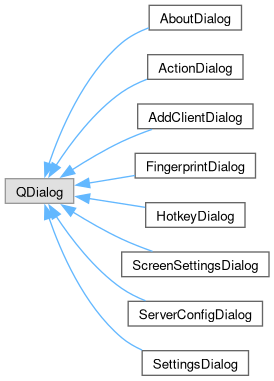 AboutDialog
ActionDialog
AddClientDialog
FingerprintDialog
QDialog
HotkeyDialog
ScreenSettingsDialog
ServerConfigDialog
SettingsDialog